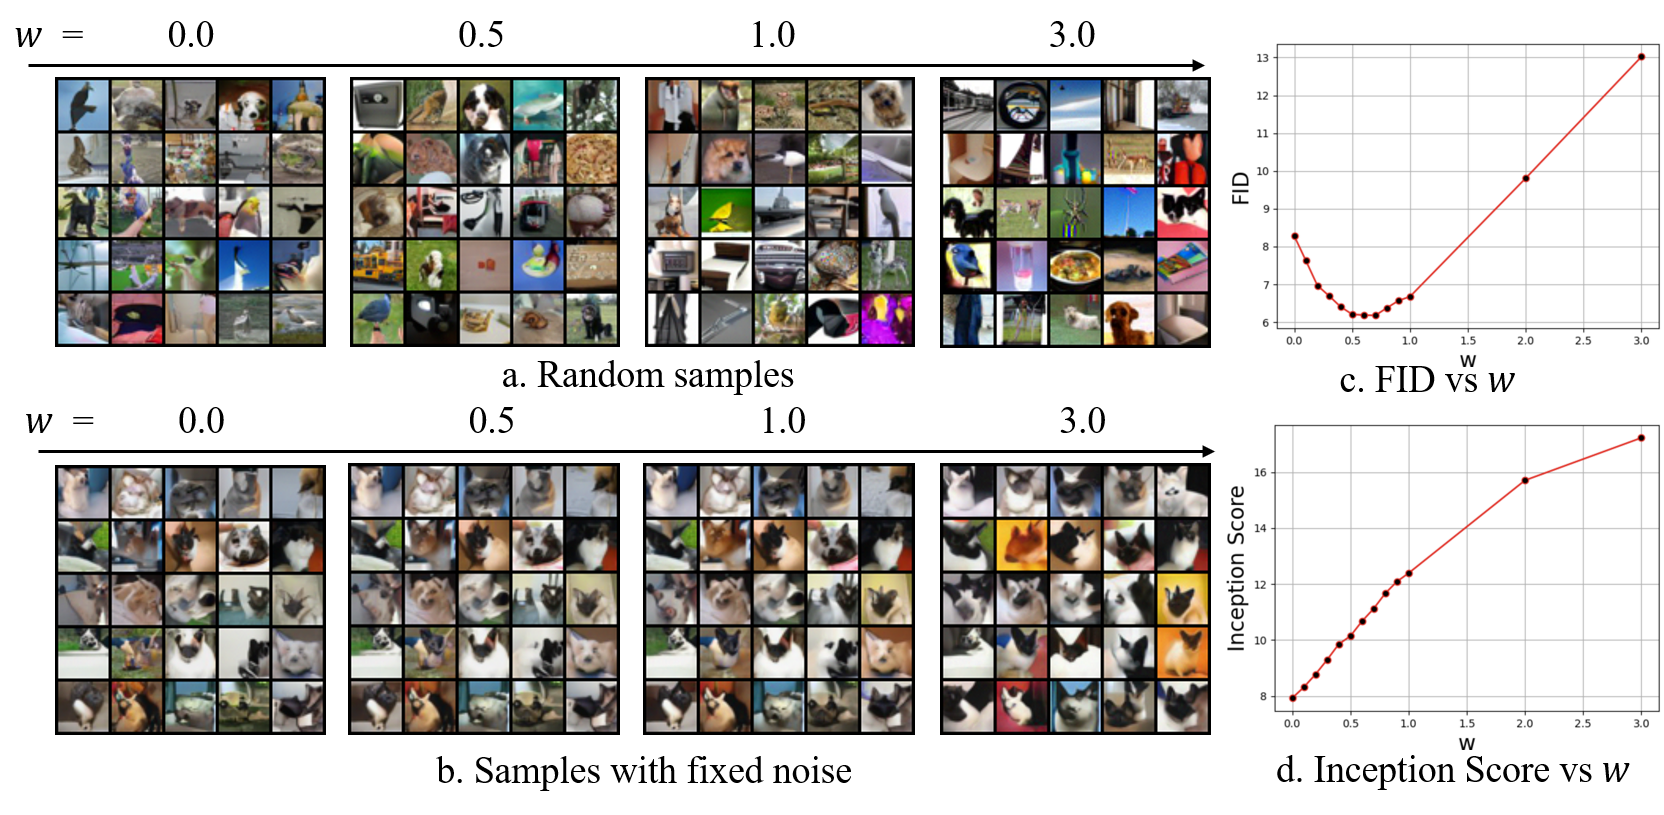 w = 0.0 0.5 1.0 3.0
a. Random samples
w = 0.0 0.5 1.0 3.0
b. Samples with fixed noise
13
12
11
10
9
8
7
6
FID
0.0 0.5 1.0 1.5 2.0 2.5 3.0
w
c. FID vs w
16
14
12
10
8
Inception Score
0.0 0.5 1.0 1.5 2.0 2.5 3.0
w
d. Inception Score vs w